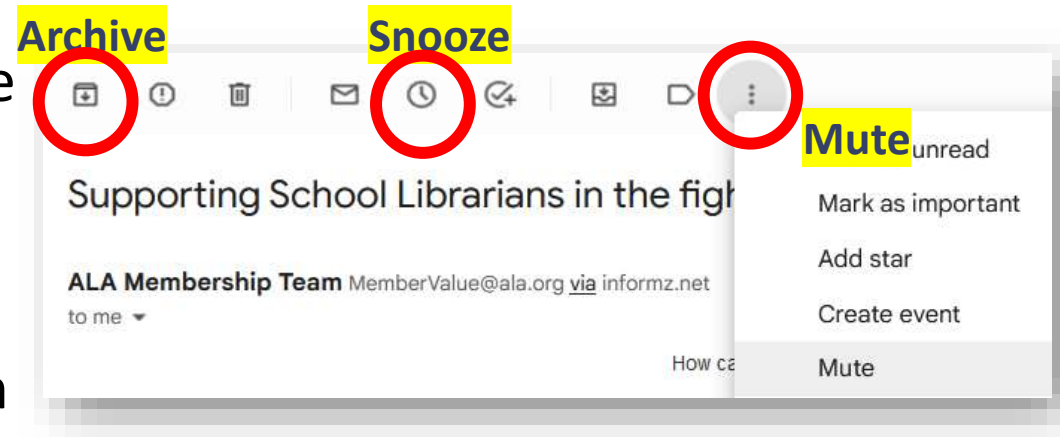 Archive Snooze
e
Mute unread
Supporting School Librarians in the figh
Mark as important
Add star
ALA Membership Team MemberValue@ala.org via informz.net
to me
Create event
How ca
Mute